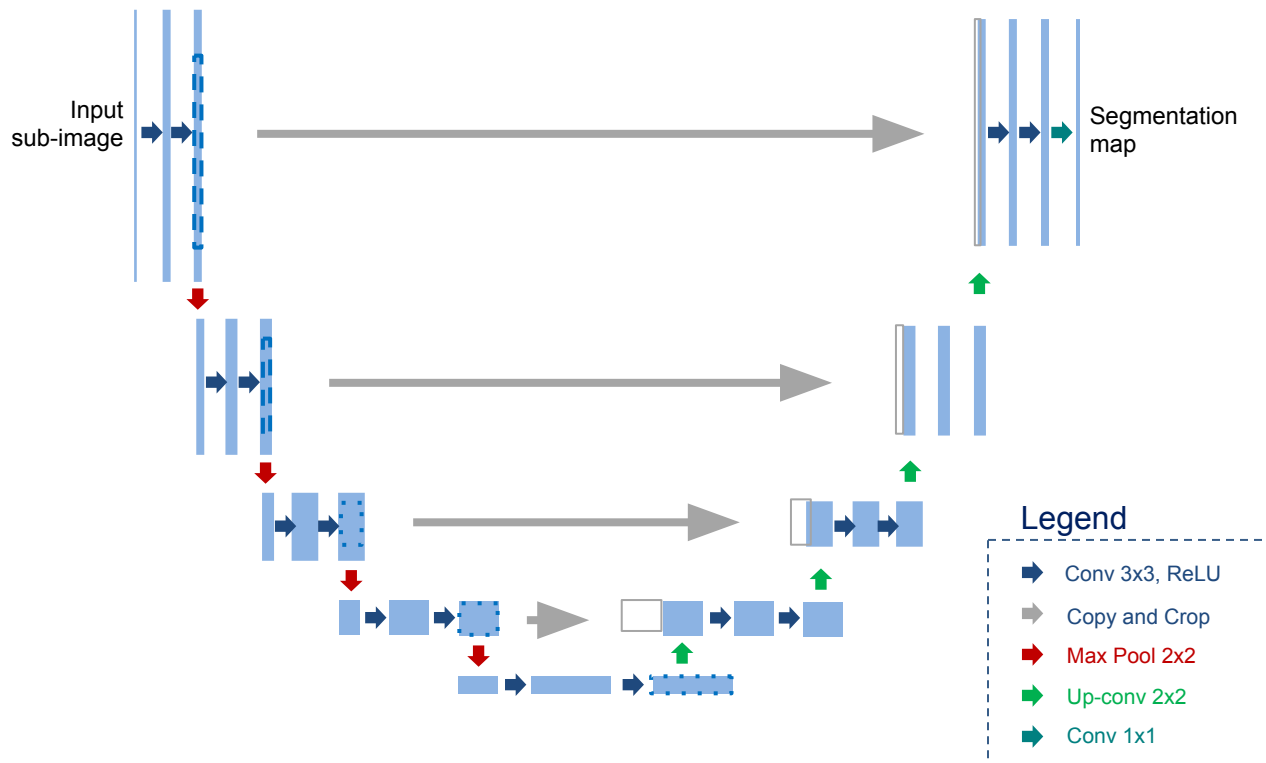 Input
sub-image
Segmentation
map
Legend
Conv 3x3, ReLU
Copy and Crop
Max Pool 2x2
Up-conv 2x2
Conv 1x1